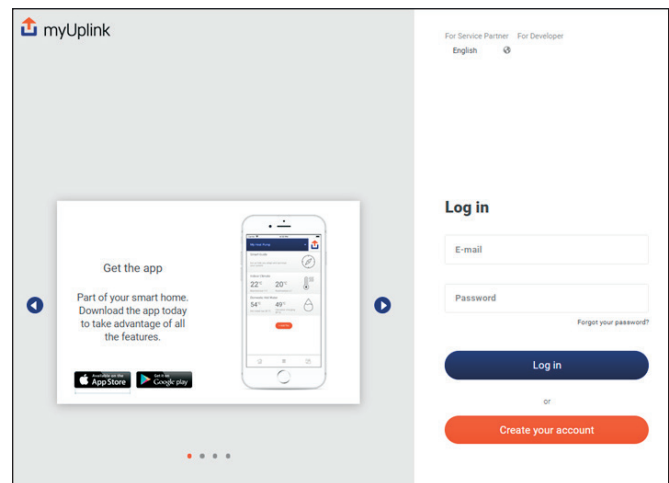 myUplink
For Service Partner For Developer
English
Get the app
Part of your smart home.
Download the app today
to take advantage of all
the features.
Available on the
App Store
Get it on
Google play
22°
20°
54°
49°
Log in
E-mail
Password
Forgot your password?
Log in
or
Create your account